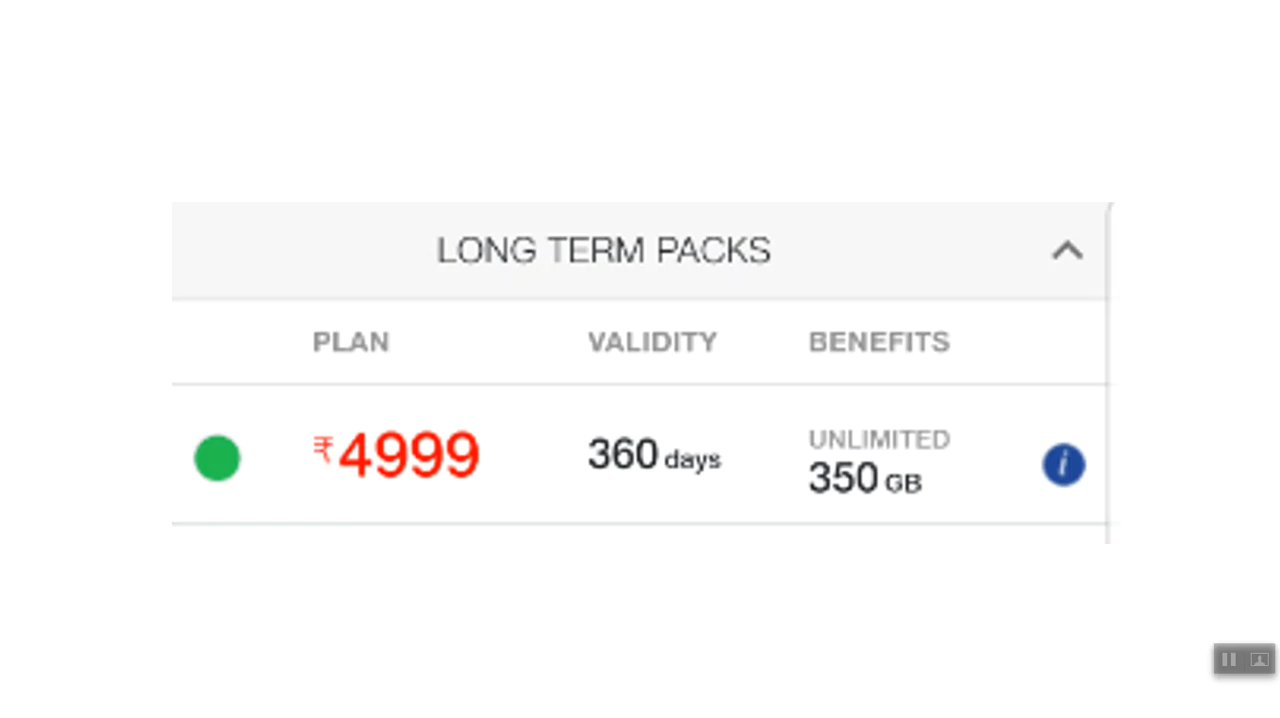 LONG TERM PACKS
PLAN VALIDITY BENEFITS
₹4999 360 days UNLIMITED
350 GB
i